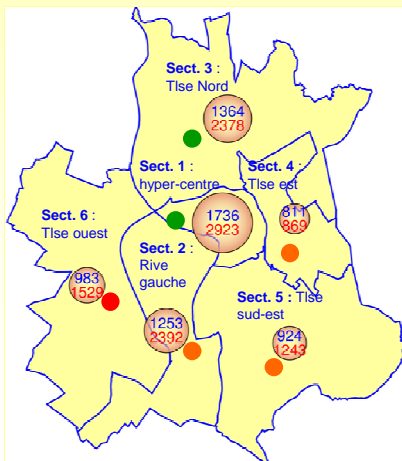 Sect. 3 :
Tlse Nord
1364
2378
Sect. 1 :
hyper-centre
1736
2923
Sect. 4 :
Tlse est
811
869
Sect. 6 :
Tlse ouest
983
1529
Sect. 2 :
Rive
gauche
1253
2392
Sect. 5 : Tlse
sud-est
924
1243